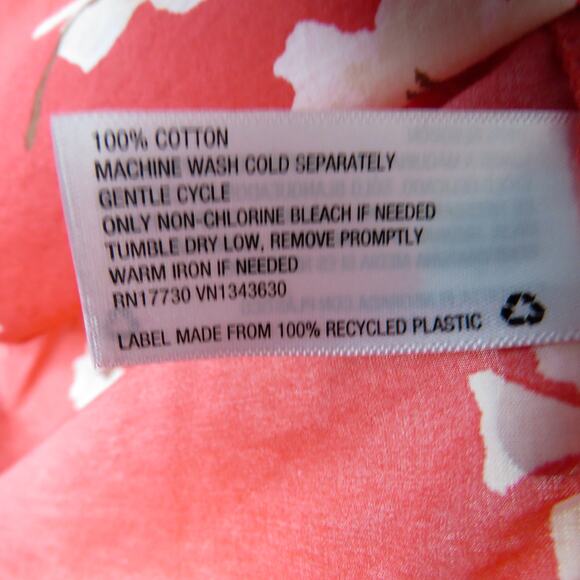 100% COTTON
MACHINE WASH COLD SEPARATELY
GENTLE CYCLE
ONLY NON-CHLORINE BLEACH IF NEEDED
TUMBLE DRY LOW, REMOVE PROMPTLY
WARM IRON IF NEEDED
RN17730 VN1343630
LABEL MADE FROM 100% RECYCLED PLASTIC